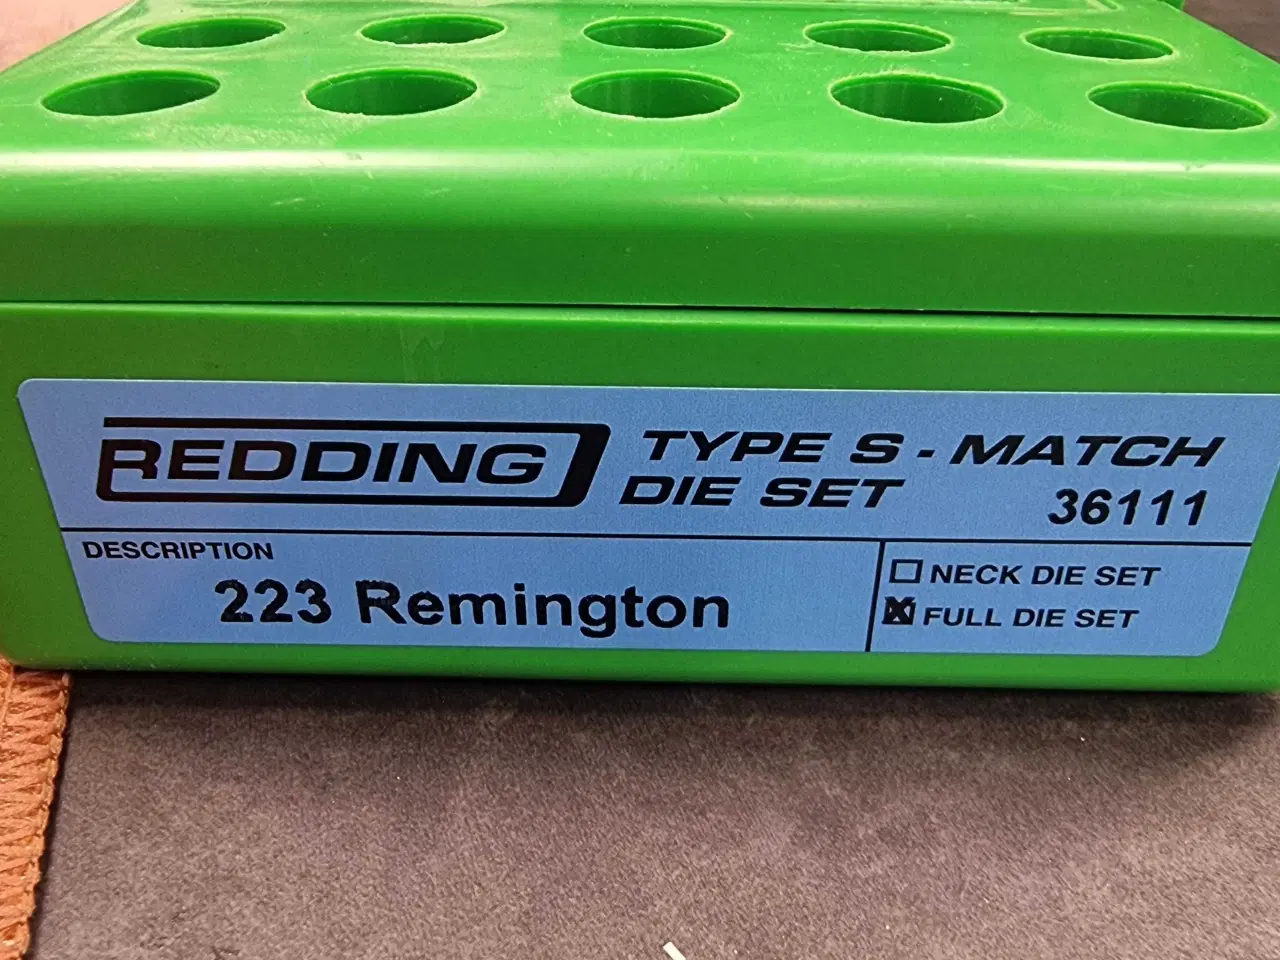 REDDING
TYPE S - MATCH
DIE SET 36111
DESCRIPTION
223 Remington
NECK DIE SET
FULL DIE SET